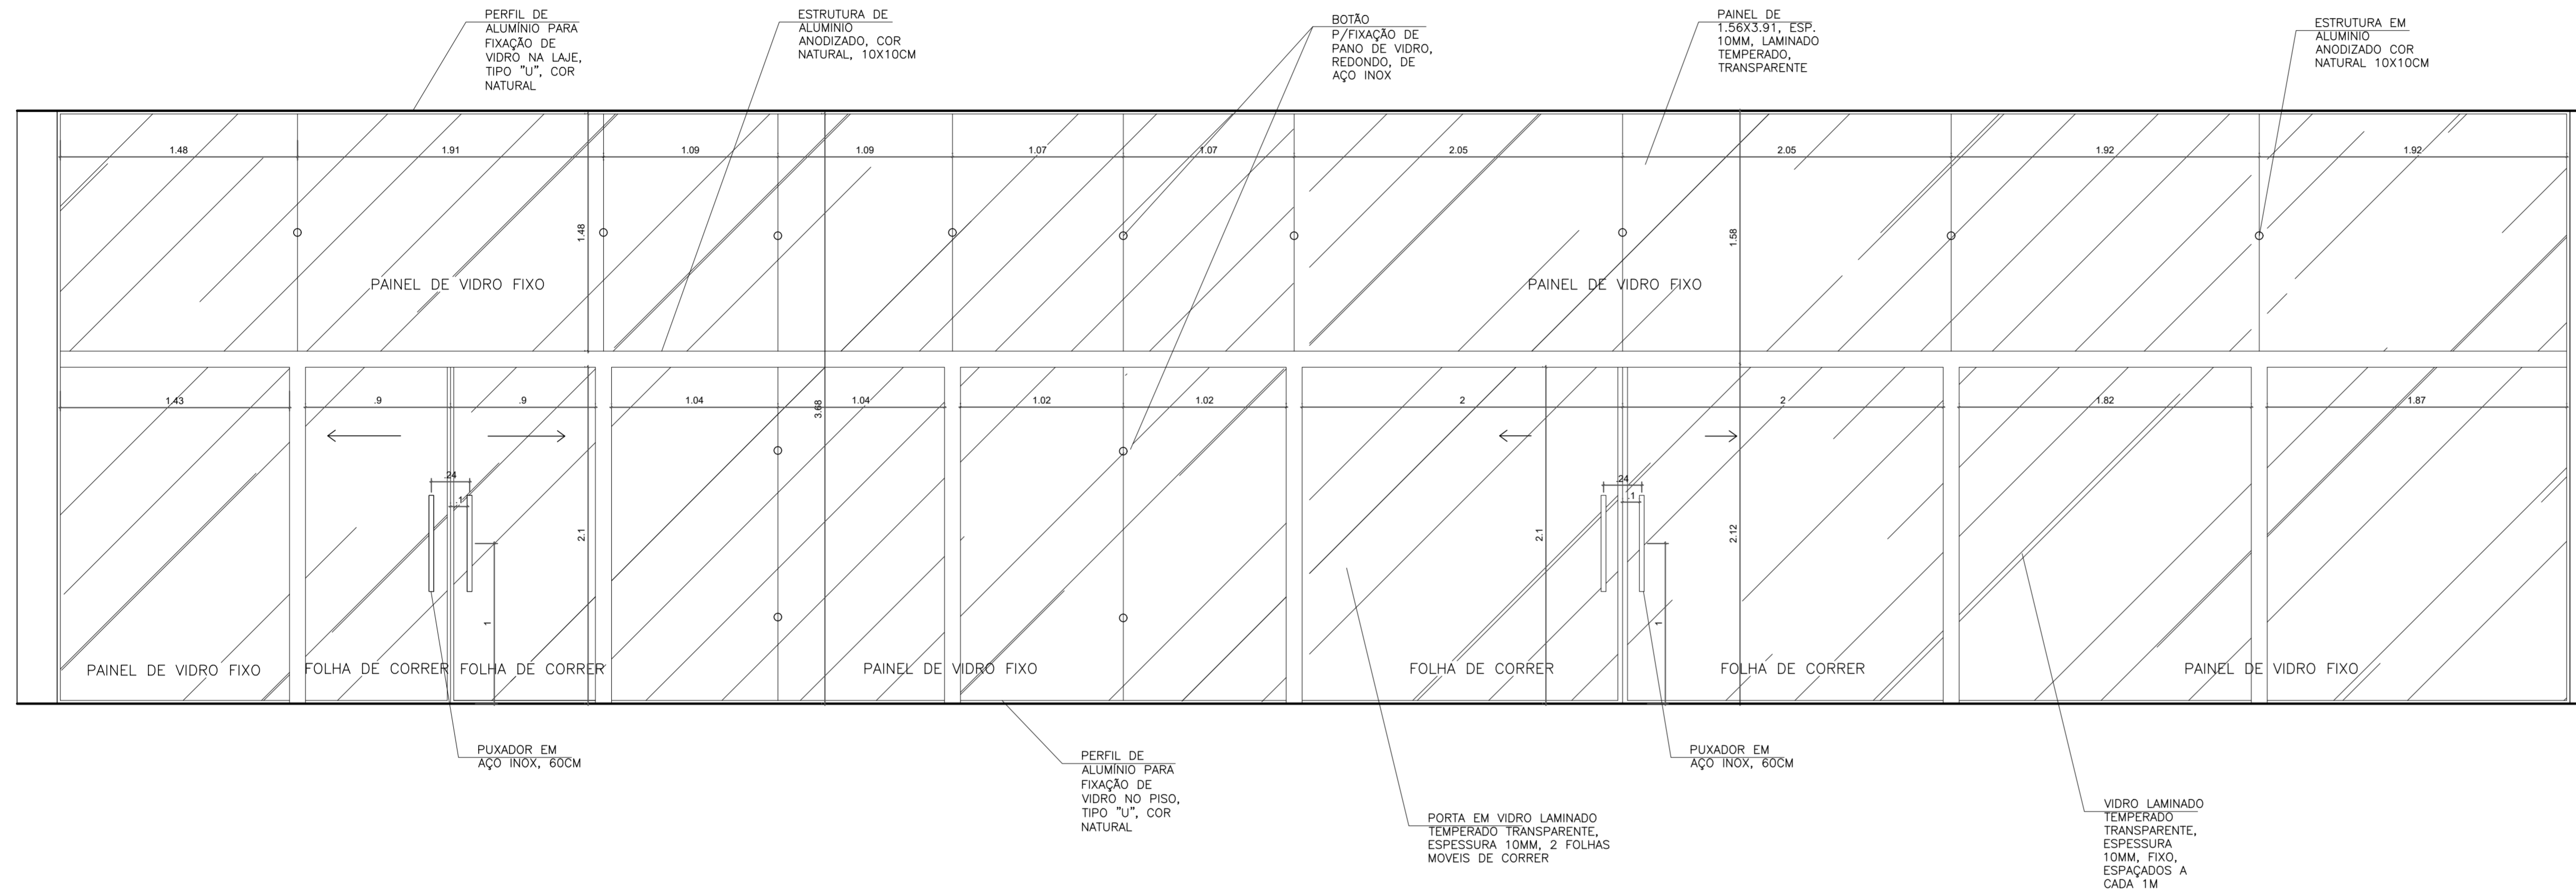 PERFIL DE
ALUMÍNIO PARA
FIXAÇÃO DE
VIDRO NA LAJE,
TIPO "U", COR
NATURAL
ESTRUTURA DE
ALUMINIO
ANODIZADO, COR
NATURAL, 10X10CM
BOTÃO
P/FIXAÇÃO DE
PANO DE VIDRO,
REDONDO, DE
AÇO INOX
PAINEL DE
1.56X3.91, ESP.
10MM, LAMINADO
TEMPERADO,
TRANSPARENTE
ESTRUTURA EM
ALUMINIO
ANODIZADO COR
NATURAL 10X10CM
1.48 1.91 1.09 1.09 1.07 1.07 2.05 2.05 1.92 1.92
1.48 1.58
PAINEL DE VIDRO FIXO PAINEL DE VIDRO FIXO
1.43 .9 .9 1.04 3.68 1.04 1.02 1.02 2 2 1.82 1.87
.24 .24
.1 .1
2.1 2.1 2.12
1 1
PAINEL DE VIDRO FIXO FOLHA DE CORRER FOLHA DE CORRER PAINEL DE VIDRO FIXO FOLHA DE CORRER FOLHA DE CORRER PAINEL DE VIDRO FIXO
PUXADOR EM
AÇO INOX, 60CM
PERFIL DE
ALUMÍNIO PARA
FIXAÇÃO DE
VIDRO NO PISO,
TIPO "U", COR
NATURAL
PUXADOR EM
AÇO INOX, 60CM
PORTA EM VIDRO LAMINADO
TEMPERADO TRANSPARENTE,
ESPESSURA 10MM, 2 FOLHAS
MOVEIS DE CORRER
VIDRO LAMINADO
TEMPERADO
TRANSPARENTE,
ESPESSURA
10MM, FIXO,
ESPAÇADOS A
CADA 1M